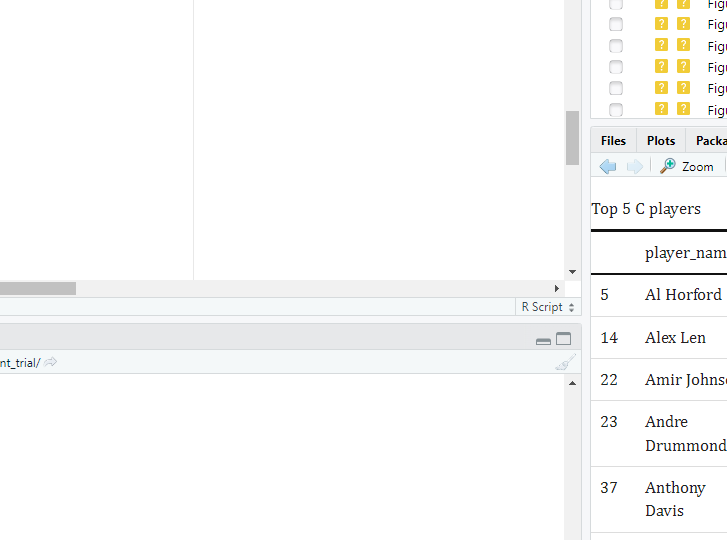 ? ? Figu
? ? Figu
? ? Figu
? ? Figu
? ? Figu
? ? Figu
R Script
nt_trial/
Files Plots Packa
Zoom
Top 5 C players
player_nam
5 Al Horford
14 Alex Len
22 Amir Johnso
23 Andre
Drummond
37 Anthony
Davis